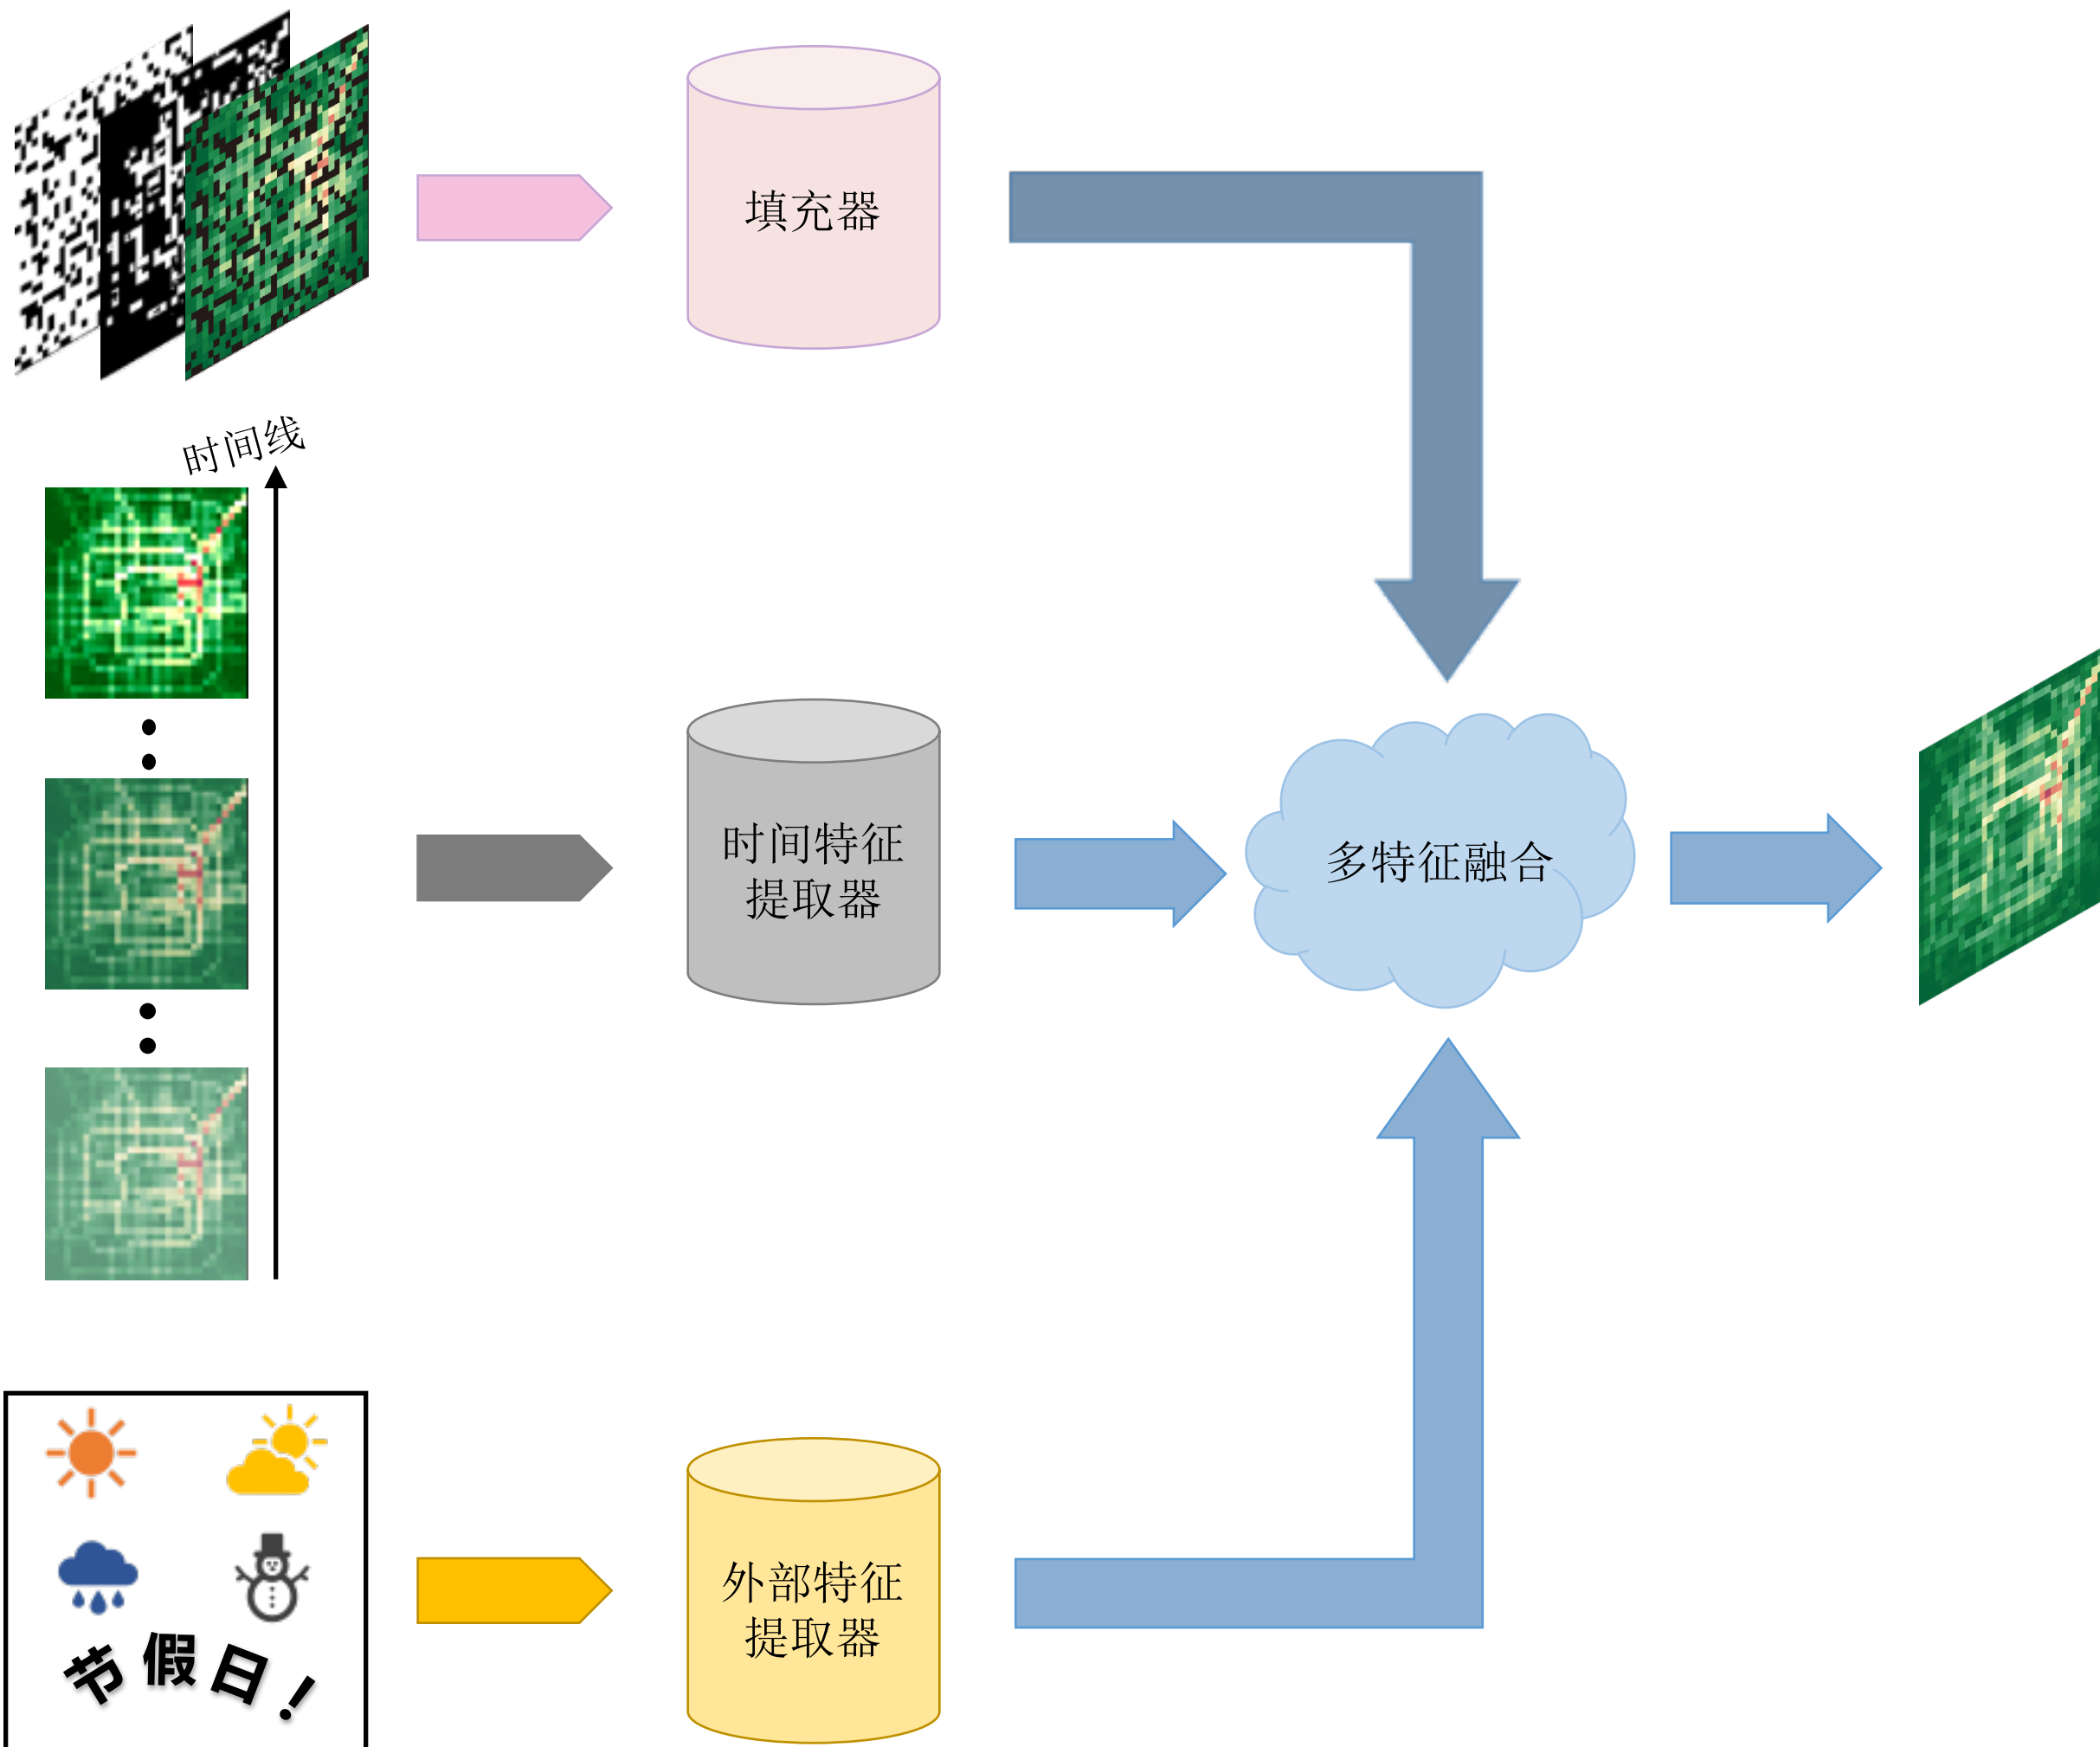 填充器
时间线
时间特征
提取器
多特征融合
外部特征
提取器
节假日！